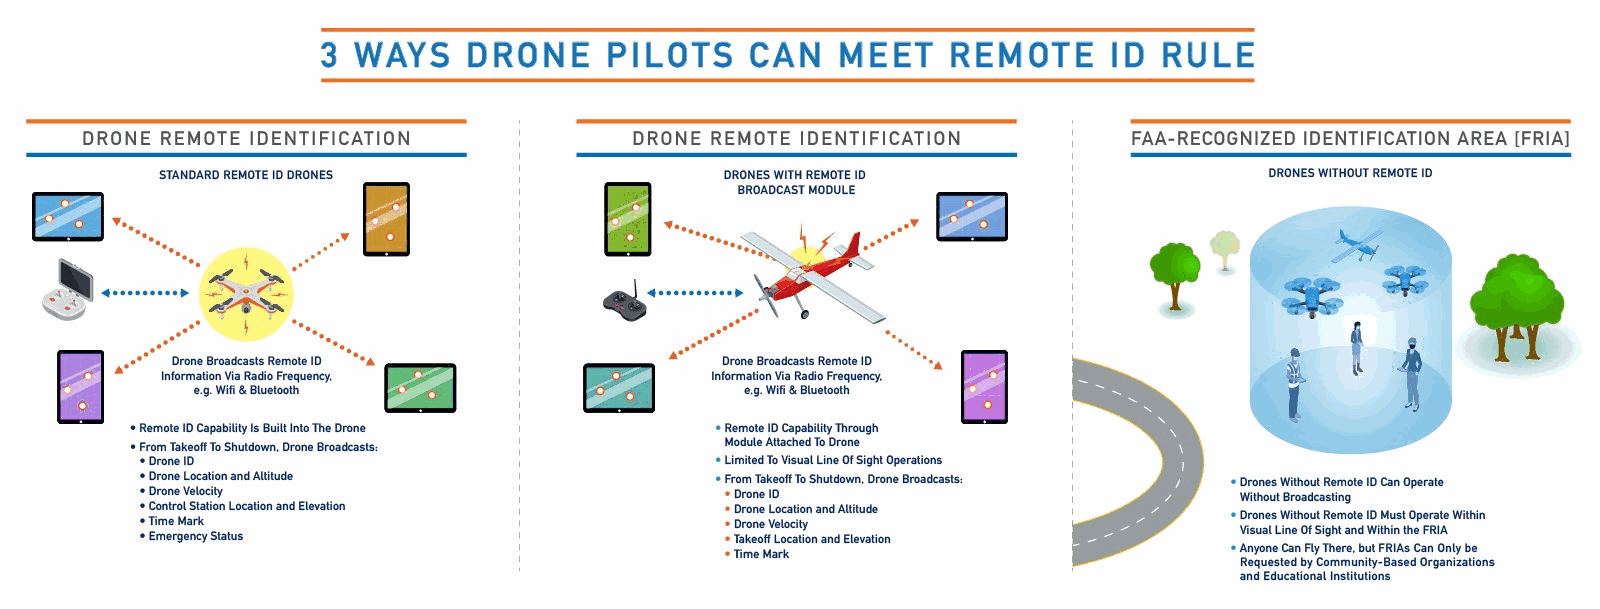 3 WAYS DRONE PILOTS CAN MEET REMOTE ID RULE
DRONE REMOTE IDENTIFICATION
STANDARD REMOTE ID DRONES
Drone Broadcasts Remote ID
Information Via Radio Frequency,
e.g. Wifi & Bluetooth
• Remote ID Capability Is Built Into The Drone
• From Takeoff To Shutdown, Drone Broadcasts:
• Drone ID
• Drone Location and Altitude
• Drone Velocity
• Control Station Location and Elevation
• Time Mark
• Emergency Status
DRONE REMOTE IDENTIFICATION
DRONES WITH REMOTE ID
BROADCAST MODULE
Drone Broadcasts Remote ID
Information Via Radio Frequency,
e.g. Wifi & Bluetooth
• Remote ID Capability Through
Module Attached To Drone
• Limited To Visual Line Of Sight Operations
• From Takeoff To Shutdown, Drone Broadcasts:
• Drone ID
• Drone Location and Altitude
• Drone Velocity
• Takeoff Location and Elevation
• Time Mark
FAA-RECOGNIZED IDENTIFICATION AREA [FRIA]
DRONES WITHOUT REMOTE ID
• Drones Without Remote ID Can Operate
Without Broadcasting
• Drones Without Remote ID Must Operate Within
Visual Line Of Sight and Within the FRIA
• Anyone Can Fly There, but FRIAs Can Only be
Requested by Community-Based Organizations
and Educational Institutions